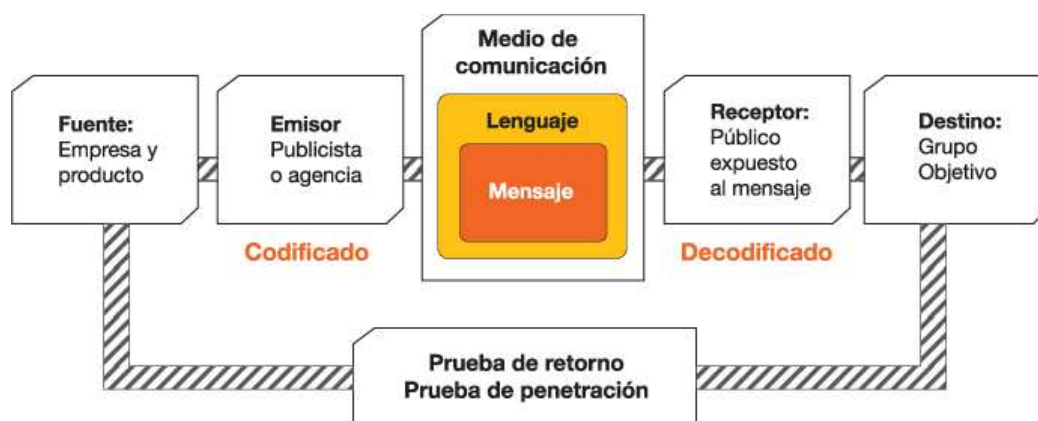 Fuente:
Empresa y
producto
Emisor
Publicista
o agencia
Codificado
Medio de
comunicación
Lenguaje
Mensaje
Receptor:
Público
expuesto
al mensaje
Decodificado
Destino:
Grupo
Objetivo
Prueba de retorno
Prueba de penetración